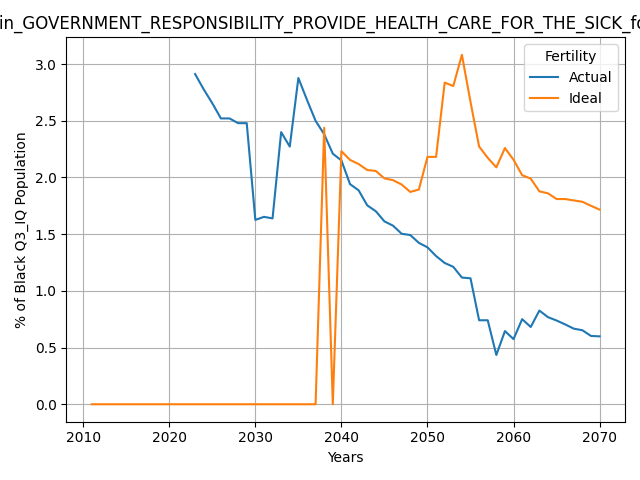 in_GOVERNMENT_RESPONSIBILITY_PROVIDE_HEALTH_CARE_FOR_THE_SICK_fo
Fertility
Actual
Ideal
% of Black Q3_IQ Population
3.0
2.5
2.0
1.5
1.0
0.5
0.0
2010 2020 2030 2040 2050 2060 2070
Years